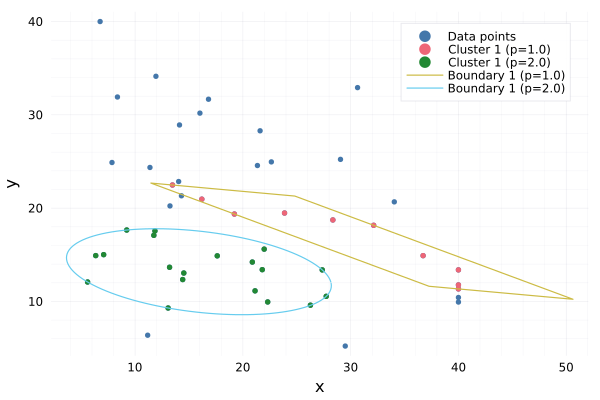 40
30
20
10
y
10
20
30
40
50
x
Data points
Cluster 1 (p=1.0)
Cluster 1 (p=2.0)
Boundary 1 (p=1.0)
Boundary 1 (p=2.0)